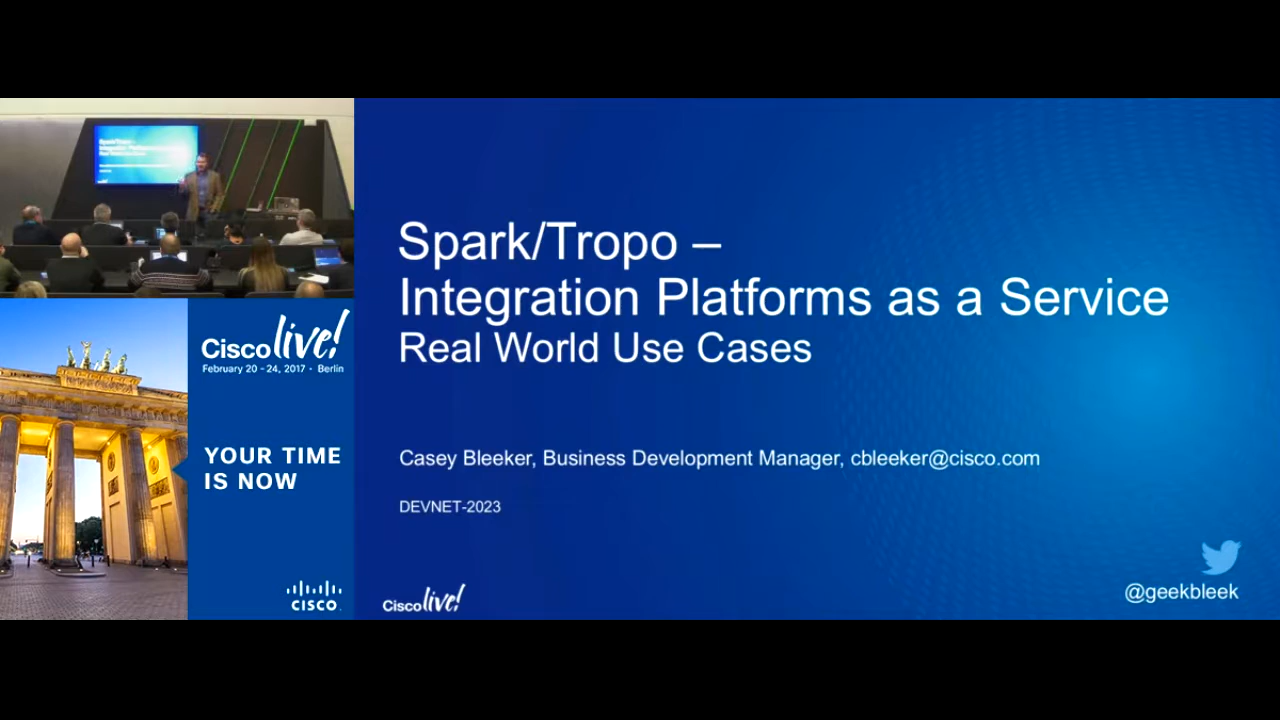 Cisco live!
February 20 - 24, 2017 • Berlin
YOUR TIME
IS NOW
CISCO
Spark/Tropo –
Integration Platforms as a Service
Real World Use Cases
Casey Bleeker, Business Development Manager, cbleeker@cisco.com
DEVNET-2023
Cisco live!
@geekbleek